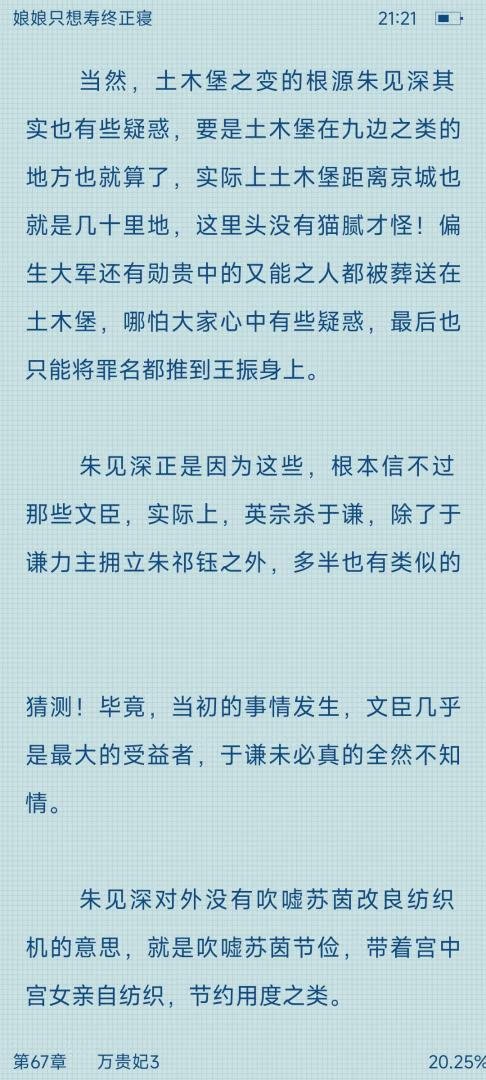 娘娘只想寿终正寝 21:21
当然，土木堡之变的根源朱见深其
实也有些疑惑，要是土木堡在九边之类的
地方也就算了，实际上土木堡距离京城也
就是几十里地，这里头没有猫腻才怪！偏
生大军还有勋贵中的又能之人都被葬送在
土木堡，哪怕大家心中有些疑惑，最后也
只能将罪名都推到王振身上。
朱见深正是因为这些，根本信不过
那些文臣，实际上，英宗杀于谦，除了于
谦力主拥立朱祁钰之外，多半也有类似的
猜测！毕竟，当初的事情发生，文臣几乎
是最大的受益者，于谦未必真的全然不知
情。
朱见深对外没有吹嘘苏茵改良纺织
机的意思，就是吹嘘苏茵节俭，带着宫中
宫女亲自纺织，节约用度之类。
第67章 万贵妃3 20.25%